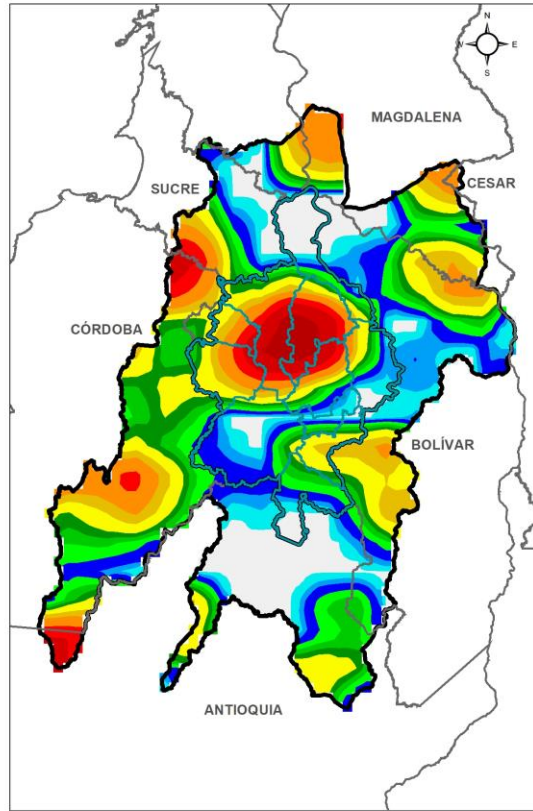 N
W E
S
MAGDALENA
CESAR
SUCRE
CÓRDOBA
BOLÍVAR
ANTIOQUIA